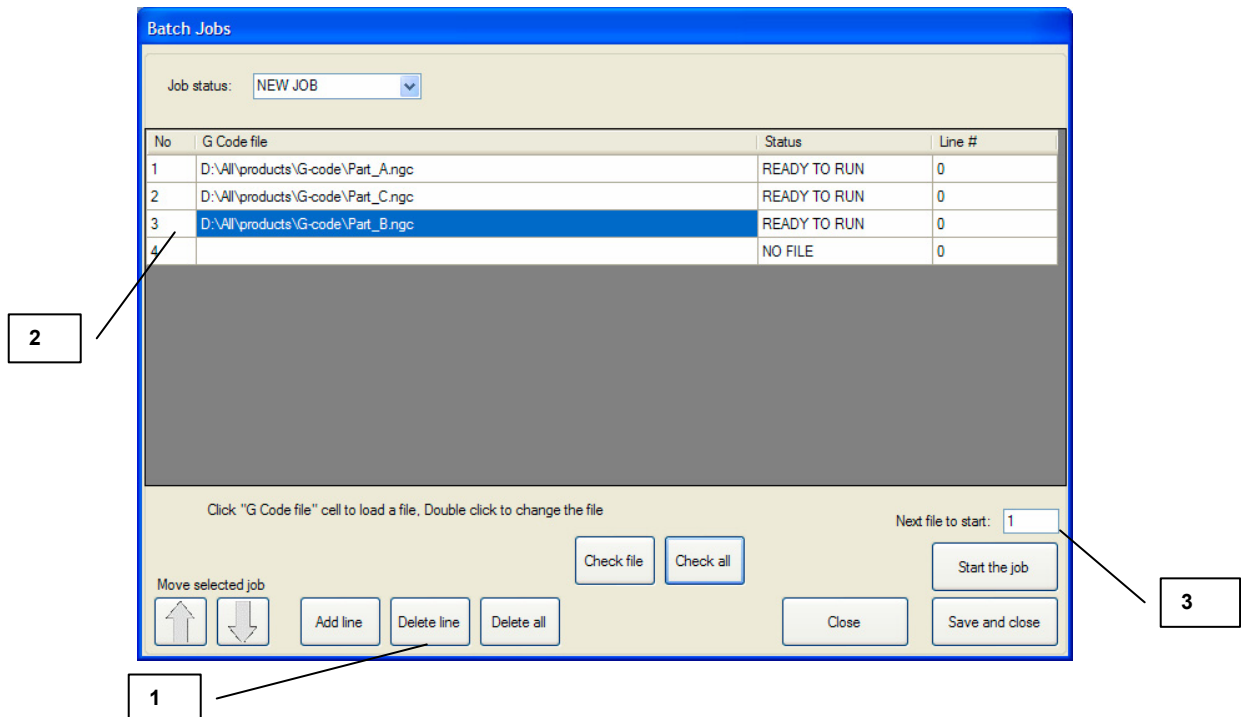 Batch Jobs
Job status: NEW JOB
No G Code file Status Line #
1 D:\All\products\G-code\Part_A.ngc READY TO RUN 0
2 D:\All\products\G-code\Part_C.ngc READY TO RUN 0
3 D:\All\products\G-code\Part_B.ngc READY TO RUN 0
4 NO FILE 0
2
Click "G Code file" cell to load a file, Double click to change the file
Next file to start: 1
Check file Check all Start the job
Move selected job
3
Add line Delete line Delete all Close Save and close
1